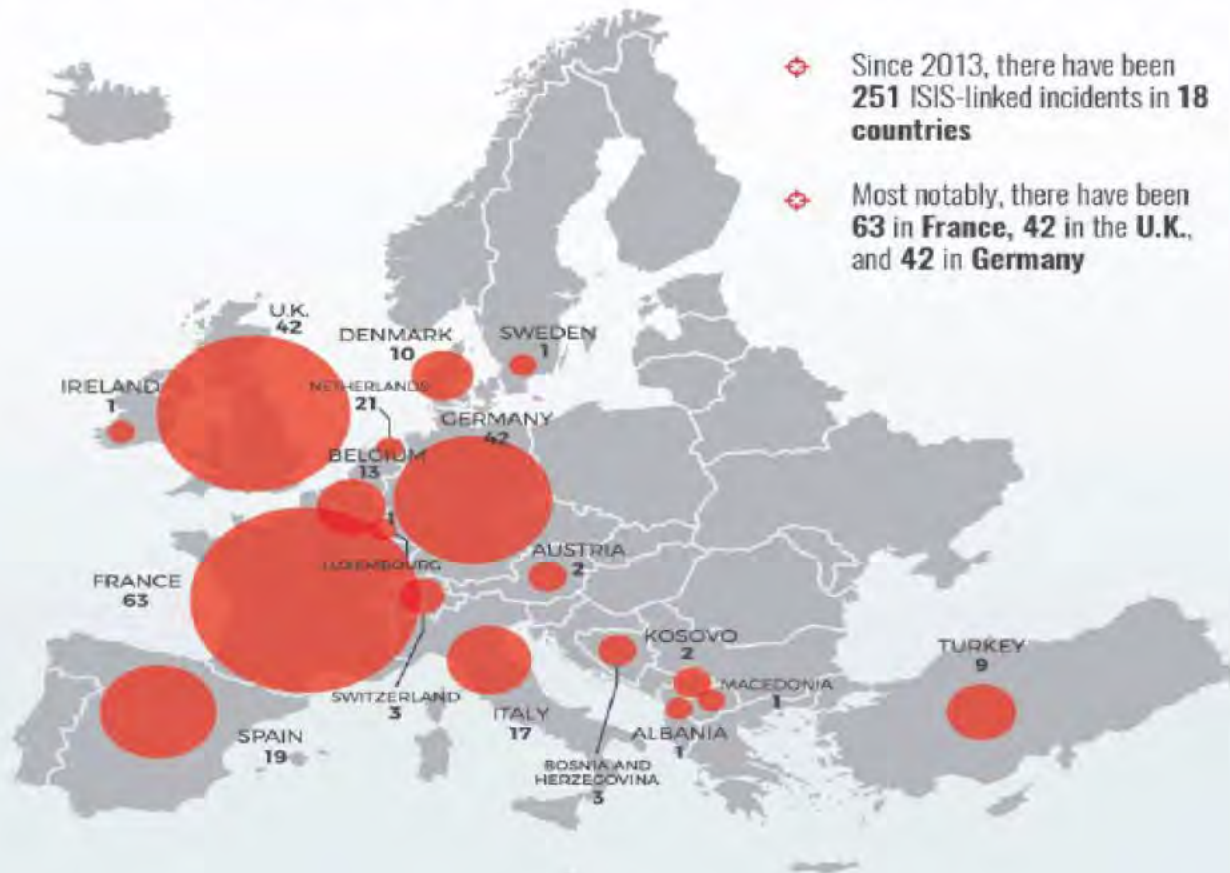 Since 2013, there have been
251 ISIS-linked incidents in 18
countries
Most notably, there have been
63 in France, 42 in the U.K.,
and 42 in Germany
U.K.
42
DENMARK
10
SWEDEN
1
IRELAND
1
NETHERLANDS
21
GERMANY
42
BELGIUM
13
1
LUXEMBOURG
AUSTRIA
2
FRANCE
63
KOSOVO
2
TURKEY
9
SWITZERLAND
3
MACEDONIA
1
ITALY
17
ALBANIA
1
SPAIN
19
BOSNIA AND
HERZEGOVINA
3